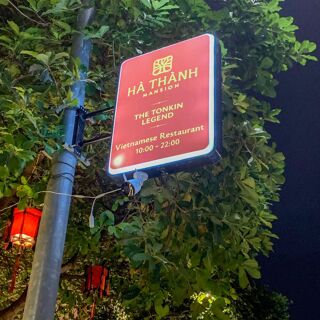 HÀ THÀNH
MANSION
THE TONKIN
LEGEND
Vietnamese Restaurant
10:00 - 22:00